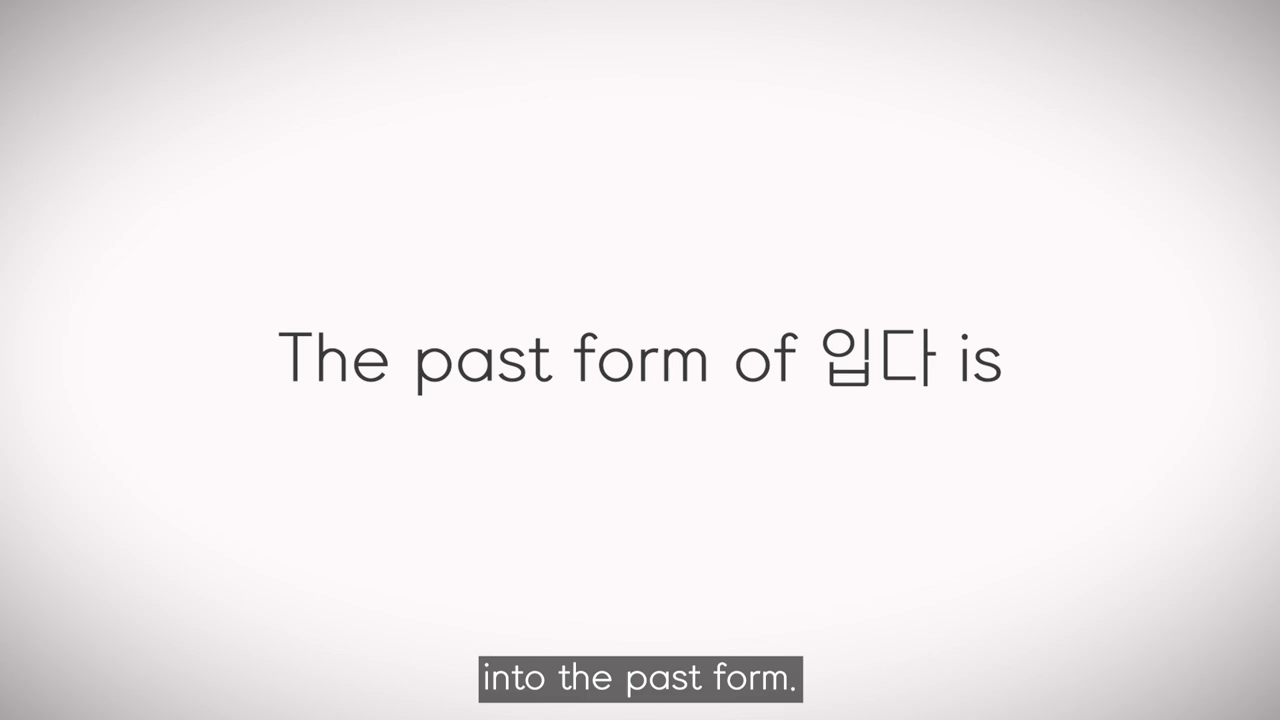 The past form of 입다 is
into the past form.